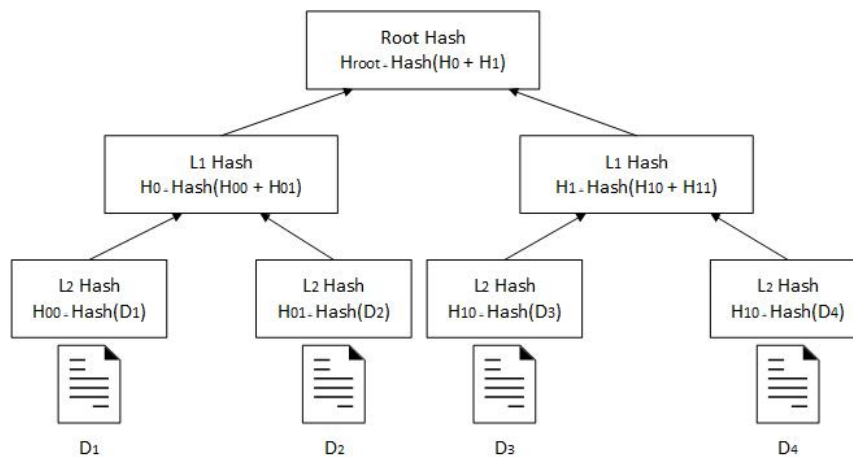 Root Hash
Hroot - Hash(H0 + H1)
L1 Hash
H0 - Hash(H00 + H01)
L1 Hash
H1 - Hash(H10 + H11)
L2 Hash
H00 - Hash(D1)
L2 Hash
H01 - Hash(D2)
L2 Hash
H10 - Hash(D3)
L2 Hash
H10 - Hash(D4)
D1
D2
D3
D4